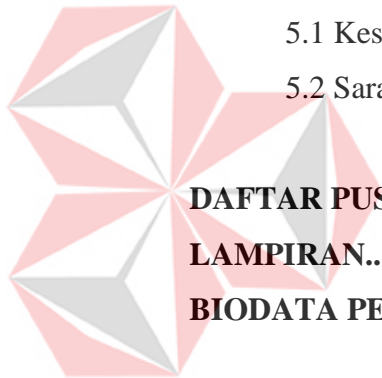 5.1 Kes
5.2 Sara
DAFTAR PUS
LAMPIRAN..
BIODATA PE